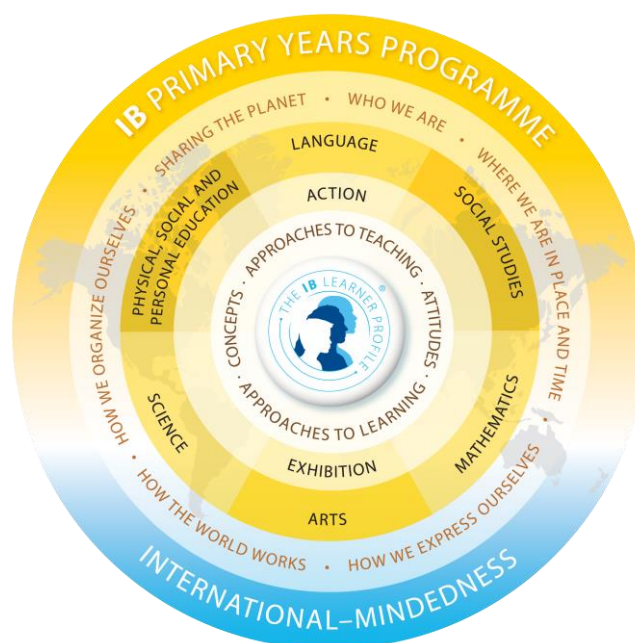 IB PRIMARY YEARS PROGRAMME
SHARING THE PLANET • WHO WE ARE • WHERE WE ARE IN PLACE AND TIME •
HOW WE EXPRESS OURSELVES • HOW THE WORLD WORKS • HOW WE ORGANIZE OURSELVES •
LANGUAGE
SOCIAL STUDIES
MATHEMATICS
ARTS
SCIENCE
PHYSICAL, SOCIAL AND
PERSONAL EDUCATION
ACTION
EXHIBITION
APPROACHES TO TEACHING • ATTITUDES •
APPROACHES TO LEARNING • CONCEPTS •
THE IB LEARNER PROFILE ®
INTERNATIONAL–MINDEDNESS